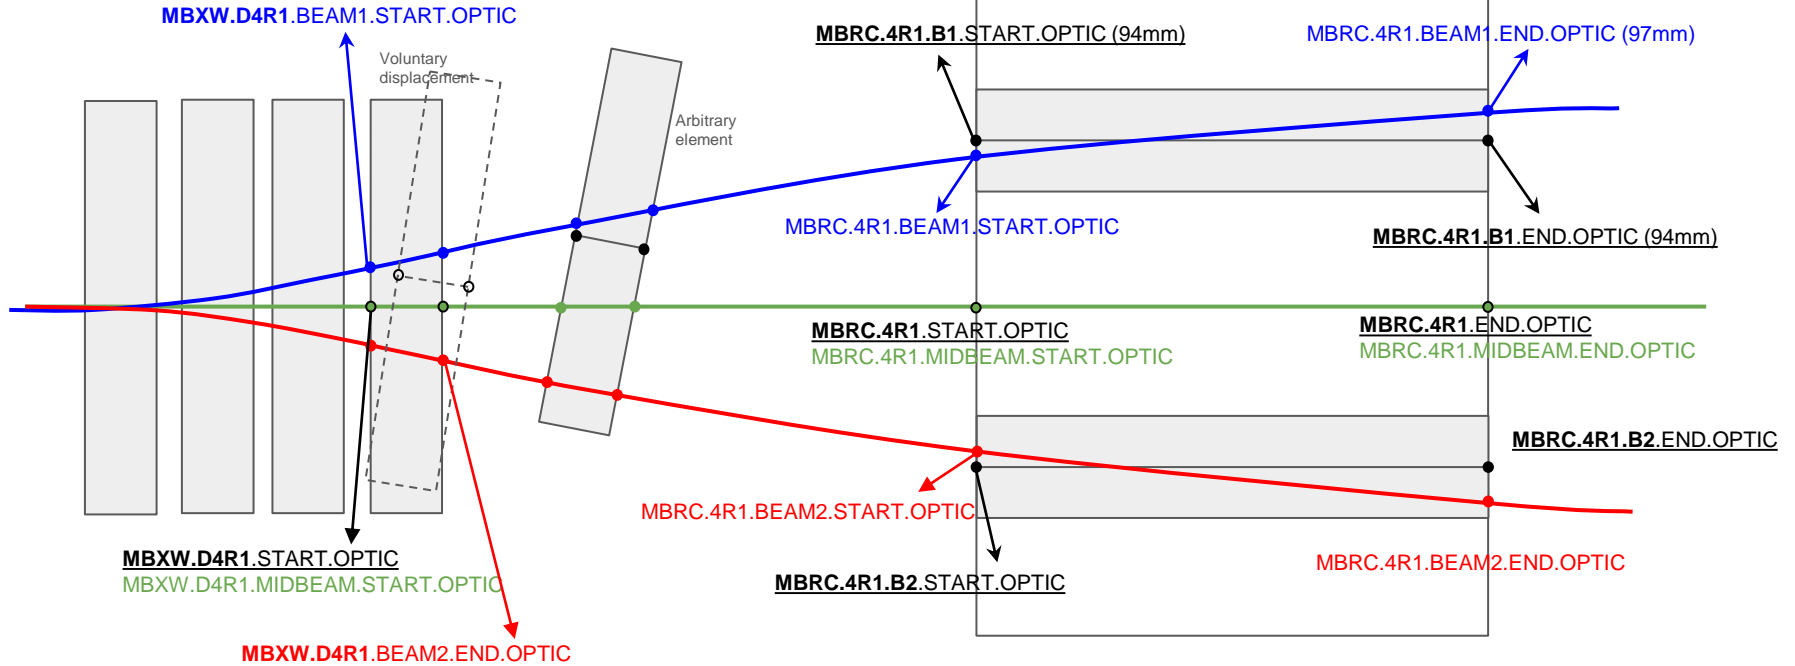 MBXW.D4R1.BEAM1.START.OPTIC
MBRC.4R1.B1.START.OPTIC (94mm)
MBRC.4R1.BEAM1.END.OPTIC (97mm)
Voluntary
displacement
Arbitrary
element
MBRC.4R1.BEAM1.START.OPTIC
MBRC.4R1.B1.END.OPTIC (94mm)
MBRC.4R1.START.OPTIC
MBRC.4R1.MIDBEAM.START.OPTIC
MBRC.4R1.END.OPTIC
MBRC.4R1.MIDBEAM.END.OPTIC
MBRC.4R1.B2.END.OPTIC
MBRC.4R1.BEAM2.START.OPTIC
MBXW.D4R1.START.OPTIC
MBXW.D4R1.MIDBEAM.START.OPTIC
MBRC.4R1.B2.START.OPTIC
MBRC.4R1.BEAM2.END.OPTIC
MBXW.D4R1.BEAM2.END.OPTIC